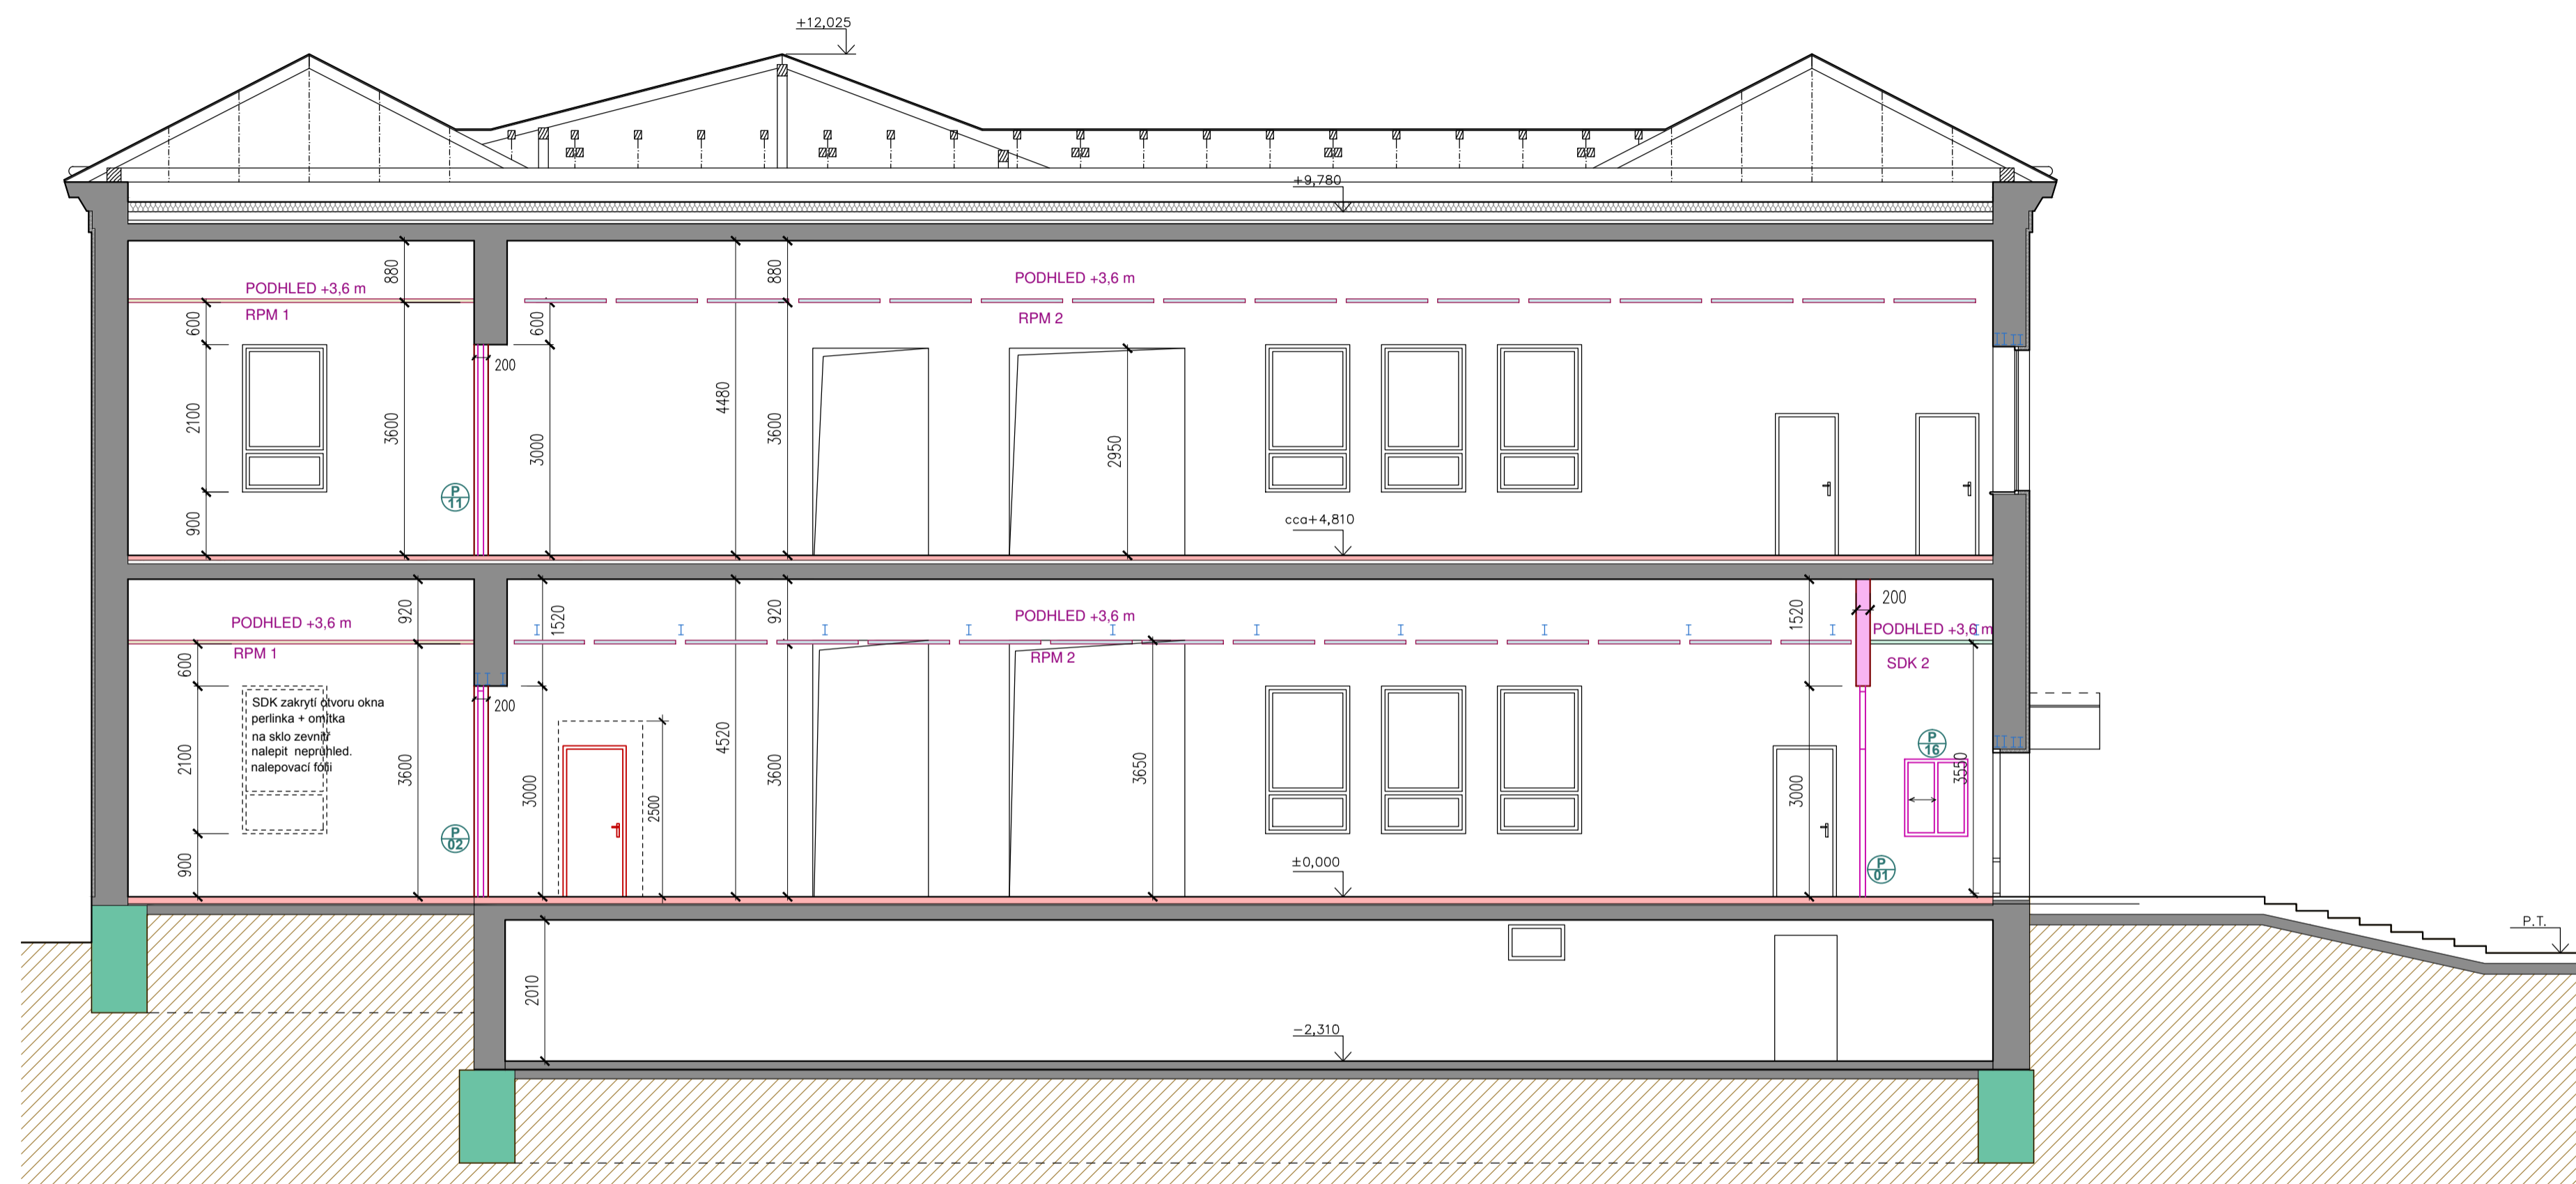 +12,025
+9,780
880
880
PODHLED +3,6 m
PODHLED +3,6 m
RPM 1
RPM 2
600
600
200
2100
3600
4480
3600
3000
2950
P
11
900
cca+4,810
920
1520
920
1520
200
PODHLED +3,6 m
PODHLED +3,6 m
PODHLED +3,6 m
RPM 1
RPM 2
SDK 2
600
SDK zakrytí otvoru okna
perlinka + omítka
na sklo zevnitř
nalepit neprůhled.
nalepovací fólii
200
2100
3600
3000
2500
4520
3600
3650
3000
3550
P
16
P
02
P
01
900
±0,000
P.T.
2010
−2,310